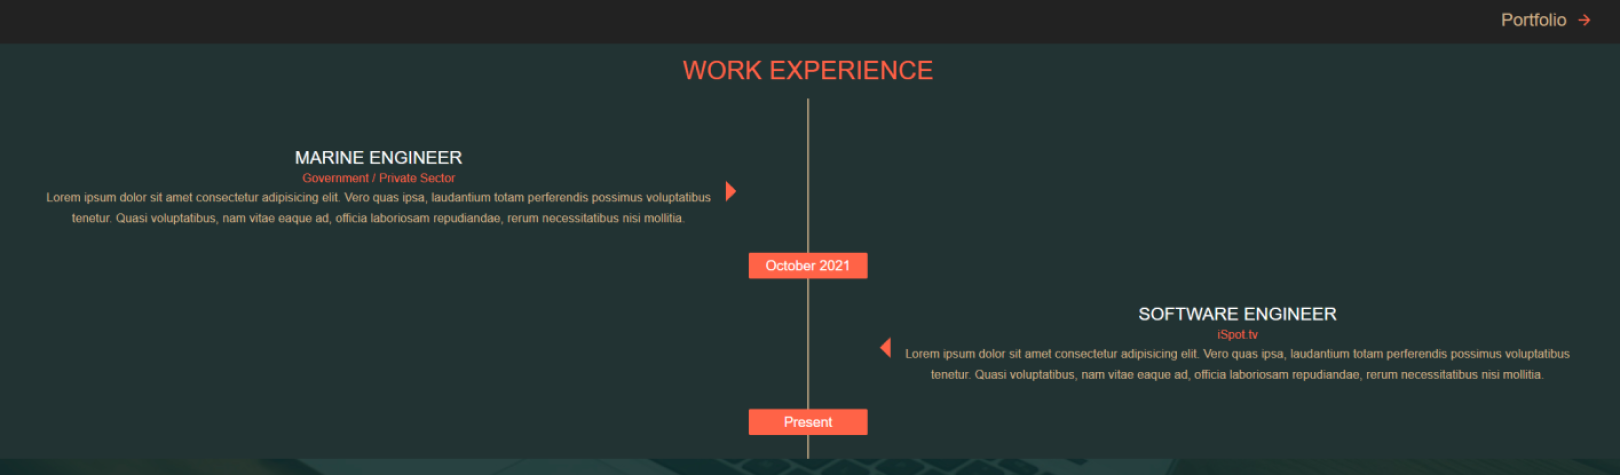 Portfolio →
WORK EXPERIENCE
MARINE ENGINEER
Government / Private Sector
Lorem ipsum dolor sit amet consectetur adipisicing elit. Vero quas ipsa, laudantium totam perferendis possimus voluptatibus
tenetur. Quasi voluptatibus, nam vitae eaque ad, officia laboriosam repudiandae, rerum necessitatibus nisi mollitia.
October 2021
SOFTWARE ENGINEER
iSpot.tv
Lorem ipsum dolor sit amet consectetur adipisicing elit. Vero quas ipsa, laudantium totam perferendis possimus voluptatibus
tenetur. Quasi voluptatibus, nam vitae eaque ad, officia laboriosam repudiandae, rerum necessitatibus nisi mollitia.
Present